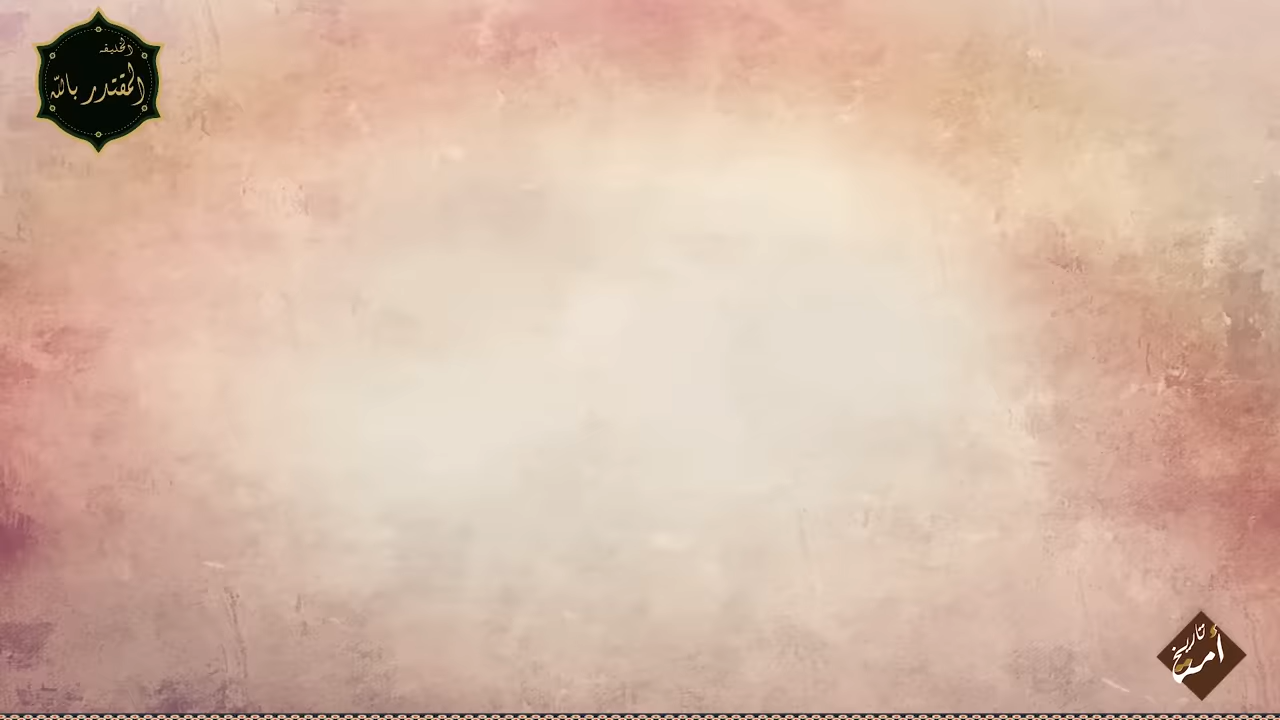 الخليفة
المقتدر بالله
تاريخ
أمة